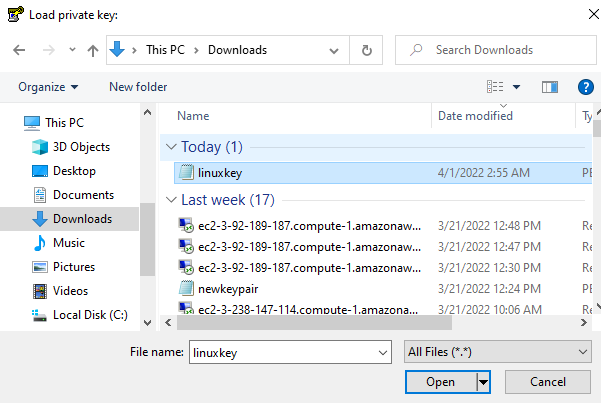 Load private key:
This PC > Downloads
Search Downloads
Organize
New folder
Name
Date modified
Ty
This PC
3D Objects
Desktop
Documents
Downloads
Music
Pictures
Videos
Local Disk (C:)
Today (1)
linuxkey 4/1/2022 2:55 AM PE
Last week (17)
ec2-3-92-189-187.compute-1.amazonaw... 3/21/2022 12:48 PM Re
ec2-3-92-189-187.compute-1.amazonaw... 3/21/2022 12:47 PM Re
ec2-3-92-189-187.compute-1.amazonaw... 3/21/2022 12:30 PM Re
newkeypair 3/21/2022 12:24 PM PE
ec2-3-238-147-114.compute-1.amazona... 3/21/2022 10:06 AM Re
File name: linuxkey
All Files (*.*)
Open
Cancel